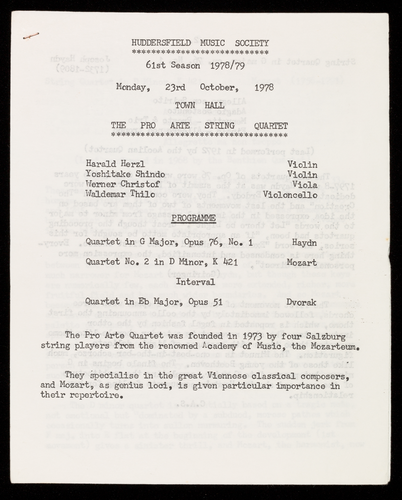 HUDDERSFIELD MUSIC SOCIETY
61st Season 1978/79
Monday, 23rd October, 1978
TOWN HALL
THE PRO ARTE STRING QUARTET
Harald Herzl Violin
Yoshitake Shindo Violin
Werner Christof Viola
Waldemar Thilo Violoncello
PROGRAMME
Quartet in G Major, Opus 76, No. 1 Haydn
Quartet No. 2 in D Minor, K 421 Mozart
Interval
Quartet in Eb Major, Opus 51 Dvorak
The Pro Arte Quartet was founded in 1973 by four Salzburg
string players from the renowned Academy of Music, the Mozarteum.
They specialise in the great Viennese classical composers,
and Mozart, as genius loci, is given particular importance in
their repertoire.